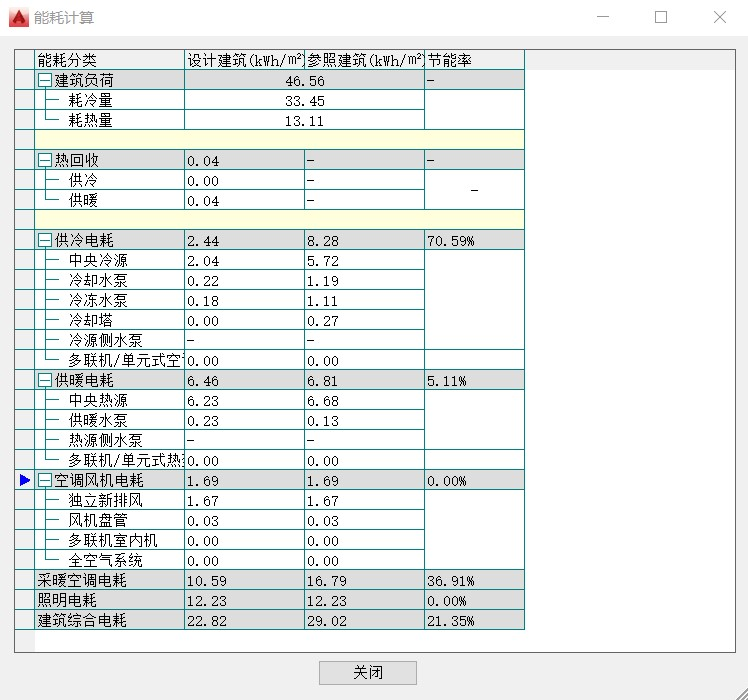 能耗计算
能耗分类 设计建筑(kWh/㎡) 参照建筑(kWh/㎡) 节能率
建筑负荷 46.56 -
耗冷量 33.45
耗热量 13.11
热回收 0.04 - -
供冷 0.00 - -
供暖 0.04 -
供冷电耗 2.44 8.28 70.59%
中央冷源 2.04 5.72
冷却水泵 0.22 1.19
冷冻水泵 0.18 1.11
冷却塔 0.00 0.27
冷源侧水泵 - -
多联机/单元式空 0.00 0.00
供暖电耗 6.46 6.81 5.11%
中央热源 6.23 6.68
供暖水泵 0.23 0.13
热源侧水泵 - -
多联机/单元式热 0.00 0.00
空调风机电耗 1.69 1.69 0.00%
独立新排风 1.67 1.67
风机盘管 0.03 0.03
多联机室内机 0.00 0.00
全空气系统 0.00 0.00
采暖空调电耗 10.59 16.79 36.91%
照明电耗 12.23 12.23 0.00%
建筑综合电耗 22.82 29.02 21.35%
关闭